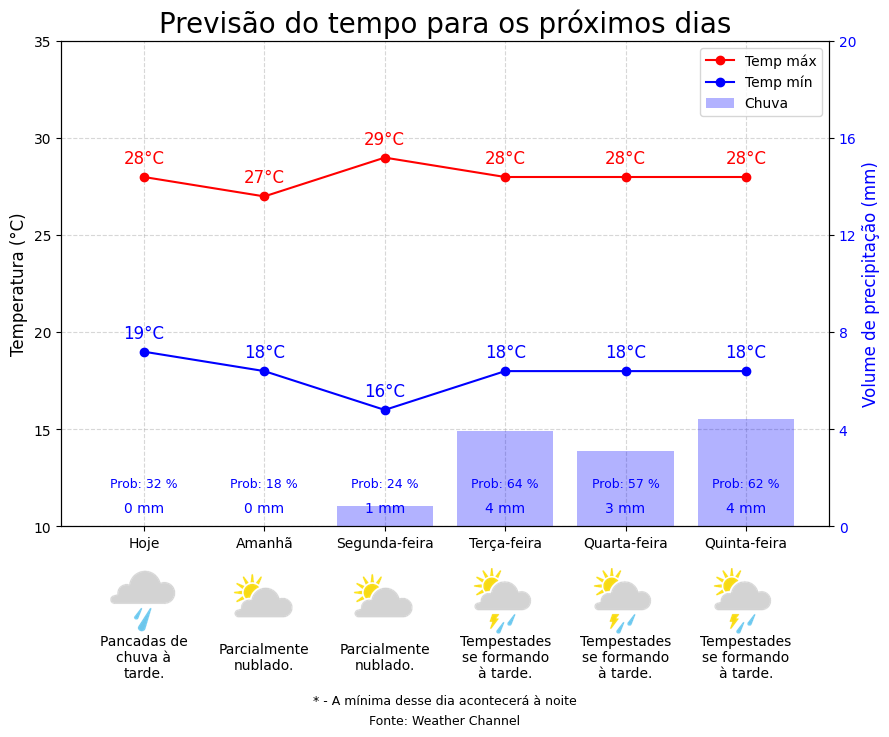 Previsão do tempo para os próximos dias
Temp máx
Temp mín
Chuva
Temperatura (°C)
Volume de precipitação (mm)
35
30
25
20
15
10
20
16
12
8
4
0
28°C
27°C
29°C
28°C
28°C
28°C
19°C
18°C
16°C
18°C
18°C
18°C
Prob: 32 %
Prob: 18 %
Prob: 24 %
Prob: 64 %
Prob: 57 %
Prob: 62 %
0 mm
0 mm
1 mm
4 mm
3 mm
4 mm
Hoje
Amanhã
Segunda-feira
Terça-feira
Quarta-feira
Quinta-feira
Pancadas de
chuva à
tarde.
Parcialmente
nublado.
Parcialmente
nublado.
Tempestades
se formando
à tarde.
Tempestades
se formando
à tarde.
Tempestades
se formando
à tarde.
* - A mínima desse dia acontecerá à noite
Fonte: Weather Channel